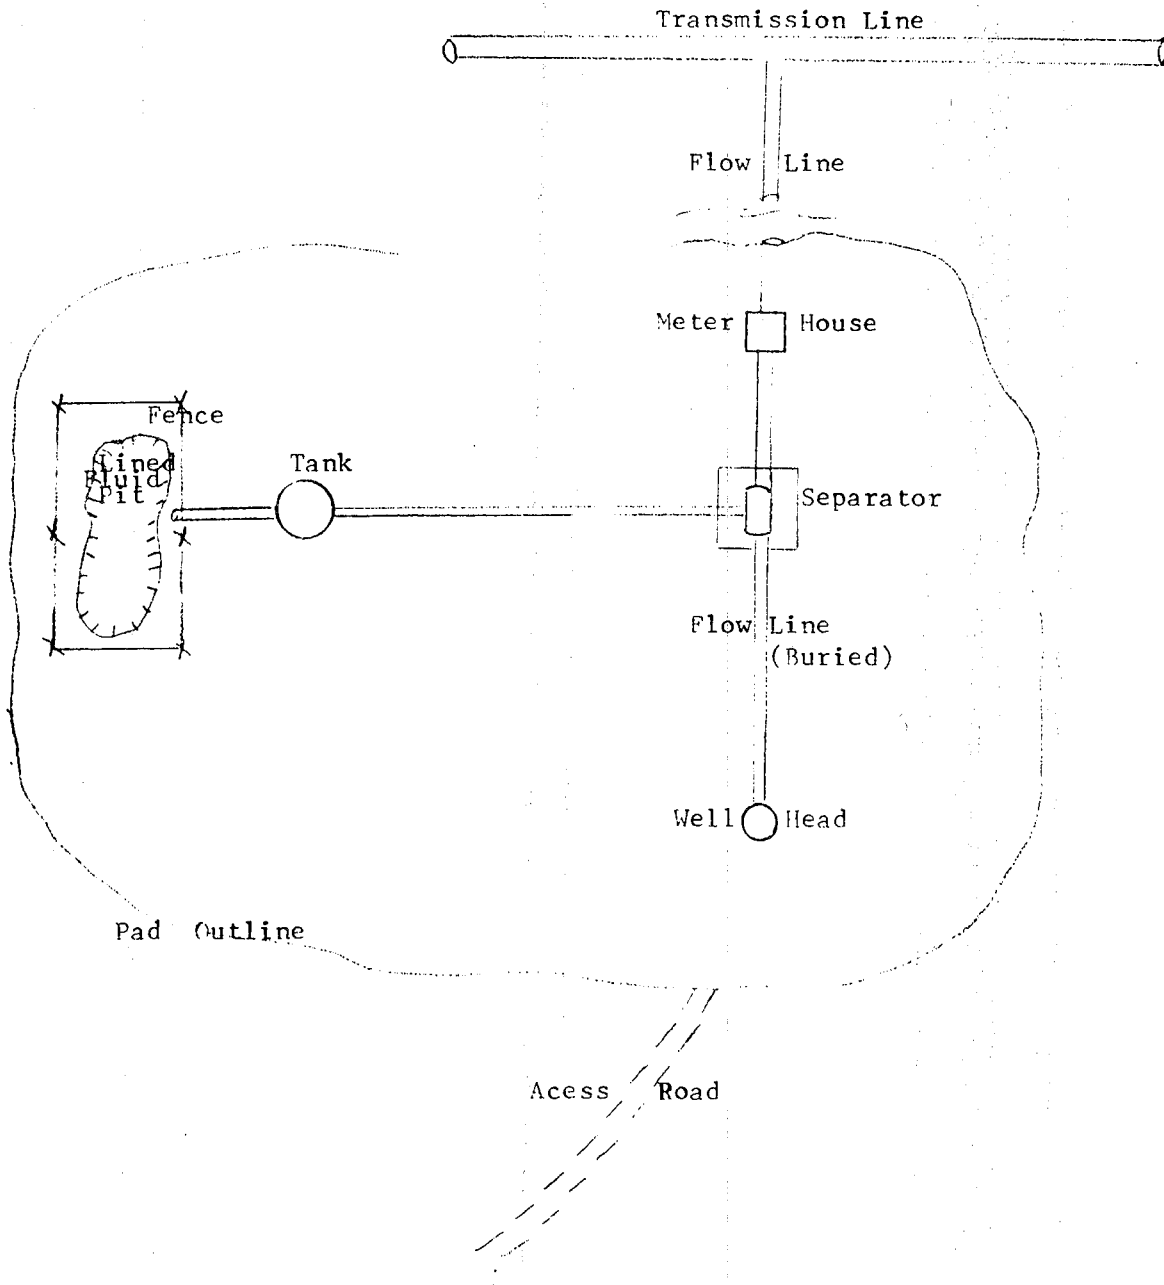 Transmission Line
Flow Line
Meter House
Fence
Lined
Fluid
Pit
Tank
Separator
Flow Line
(Buried)
Well Head
Pad Outline
Acess Road